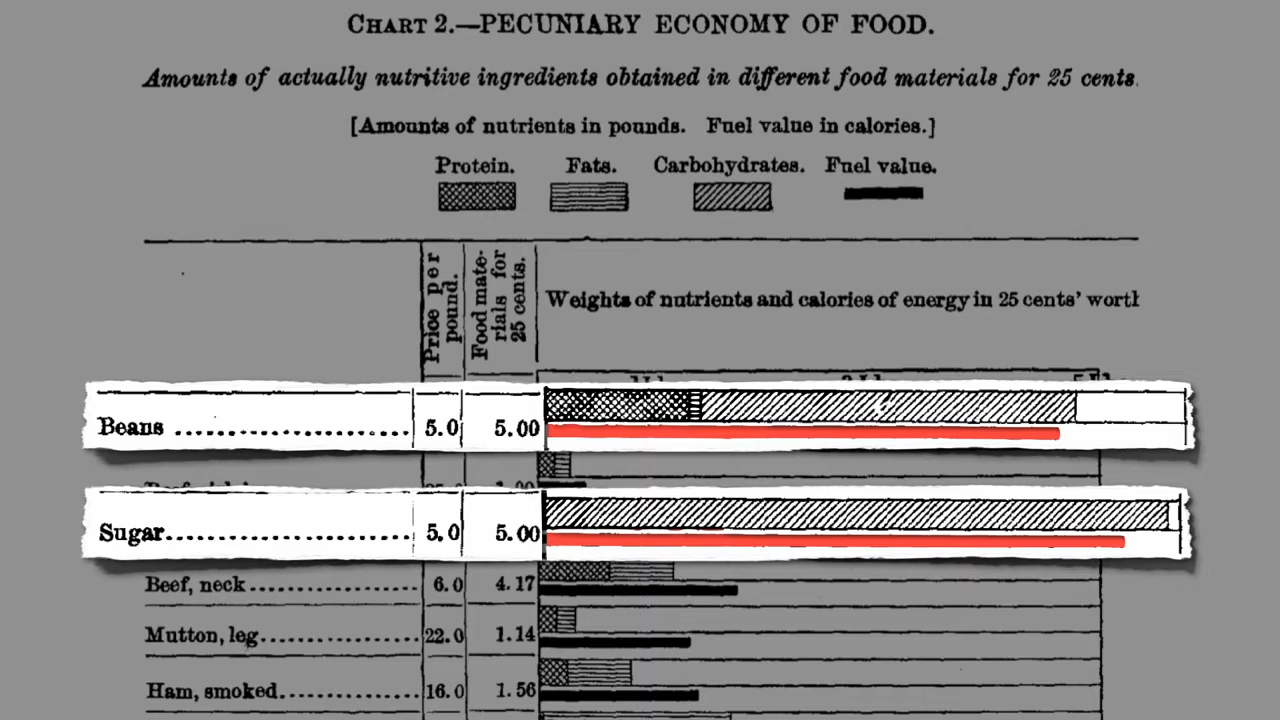 CHART 2.—PECUNIARY ECONOMY OF FOOD.
Amounts of actually nutritive ingredients obtained in different food materials for 25 cents.
[Amounts of nutrients in pounds. Fuel value in calories.]
Protein. Fats. Carbohydrates. Fuel value.
Price per pound.
Food mate-
rials for
25 cents.
Weights of nutrients and calories of energy in 25 cents' wort
Beans 5.0 5.00
Sugar 5.0 5.00
Beef, neck 6.0 4.17
Mutton, leg 22.0 1.14
Ham, smoked 16.0 1.56